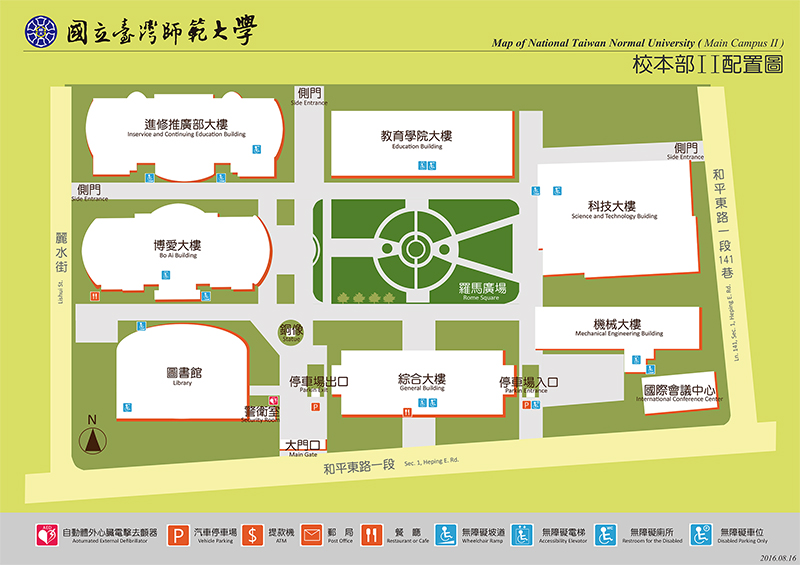 國立臺灣師範大學
Map of National Taiwan Normal University ( Main Campus II )
校本部II配置圖
側門
Side Entrance
進修推廣部大樓
Inservice and Continuing Education Building
教育學院大樓
Education Building
側門
Side Entrance
側門
Side Entrance
科技大樓
Science and Technology Buiding
和平東路一段141巷
Ln. 141, Sec. 1, Heping E. Rd.
麗水街
Lishui St.
博愛大樓
Bo Ai Building
羅馬廣場
Rome Square
銅像
Statue
機械大樓
Mechanical Engineering Building
圖書館
Library
停車場出口
Parkin Exit
綜合大樓
General Building
停車場入口
Parkin Entrance
國際會議中心
International Conference Center
警衛室
Security Room
N
大門口
Main Gate
和平東路一段 Sec. 1, Heping E. Rd.
AED
自動體外心臟電擊去顫器
Aotumated External Defibrillator
P
汽車停車場
Vehicle Parking
$
提款機
ATM
郵 局
Post Office
餐 廳
Restaurant or Cafe
無障礙坡道
Wheelchair Ramp
無障礙電梯
Accessibility Elevator
WC
無障礙廁所
Restroom for the Disabled
P
無障礙車位
Disabled Parking Only
2016.08.16